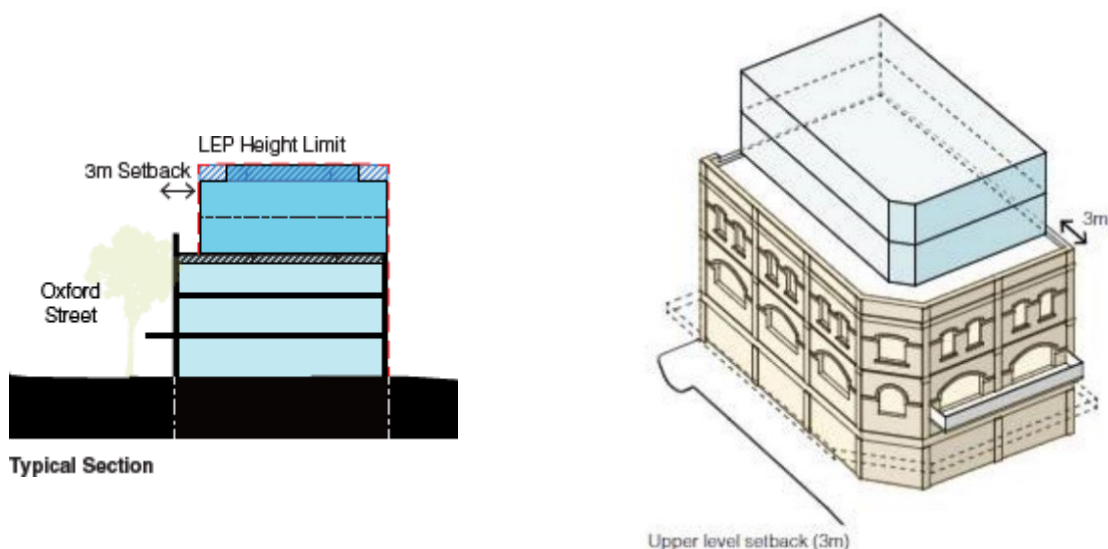 LEP Height Limit
3m Setback
Oxford
Street
Typical Section
3m
Upper level setback (3m)